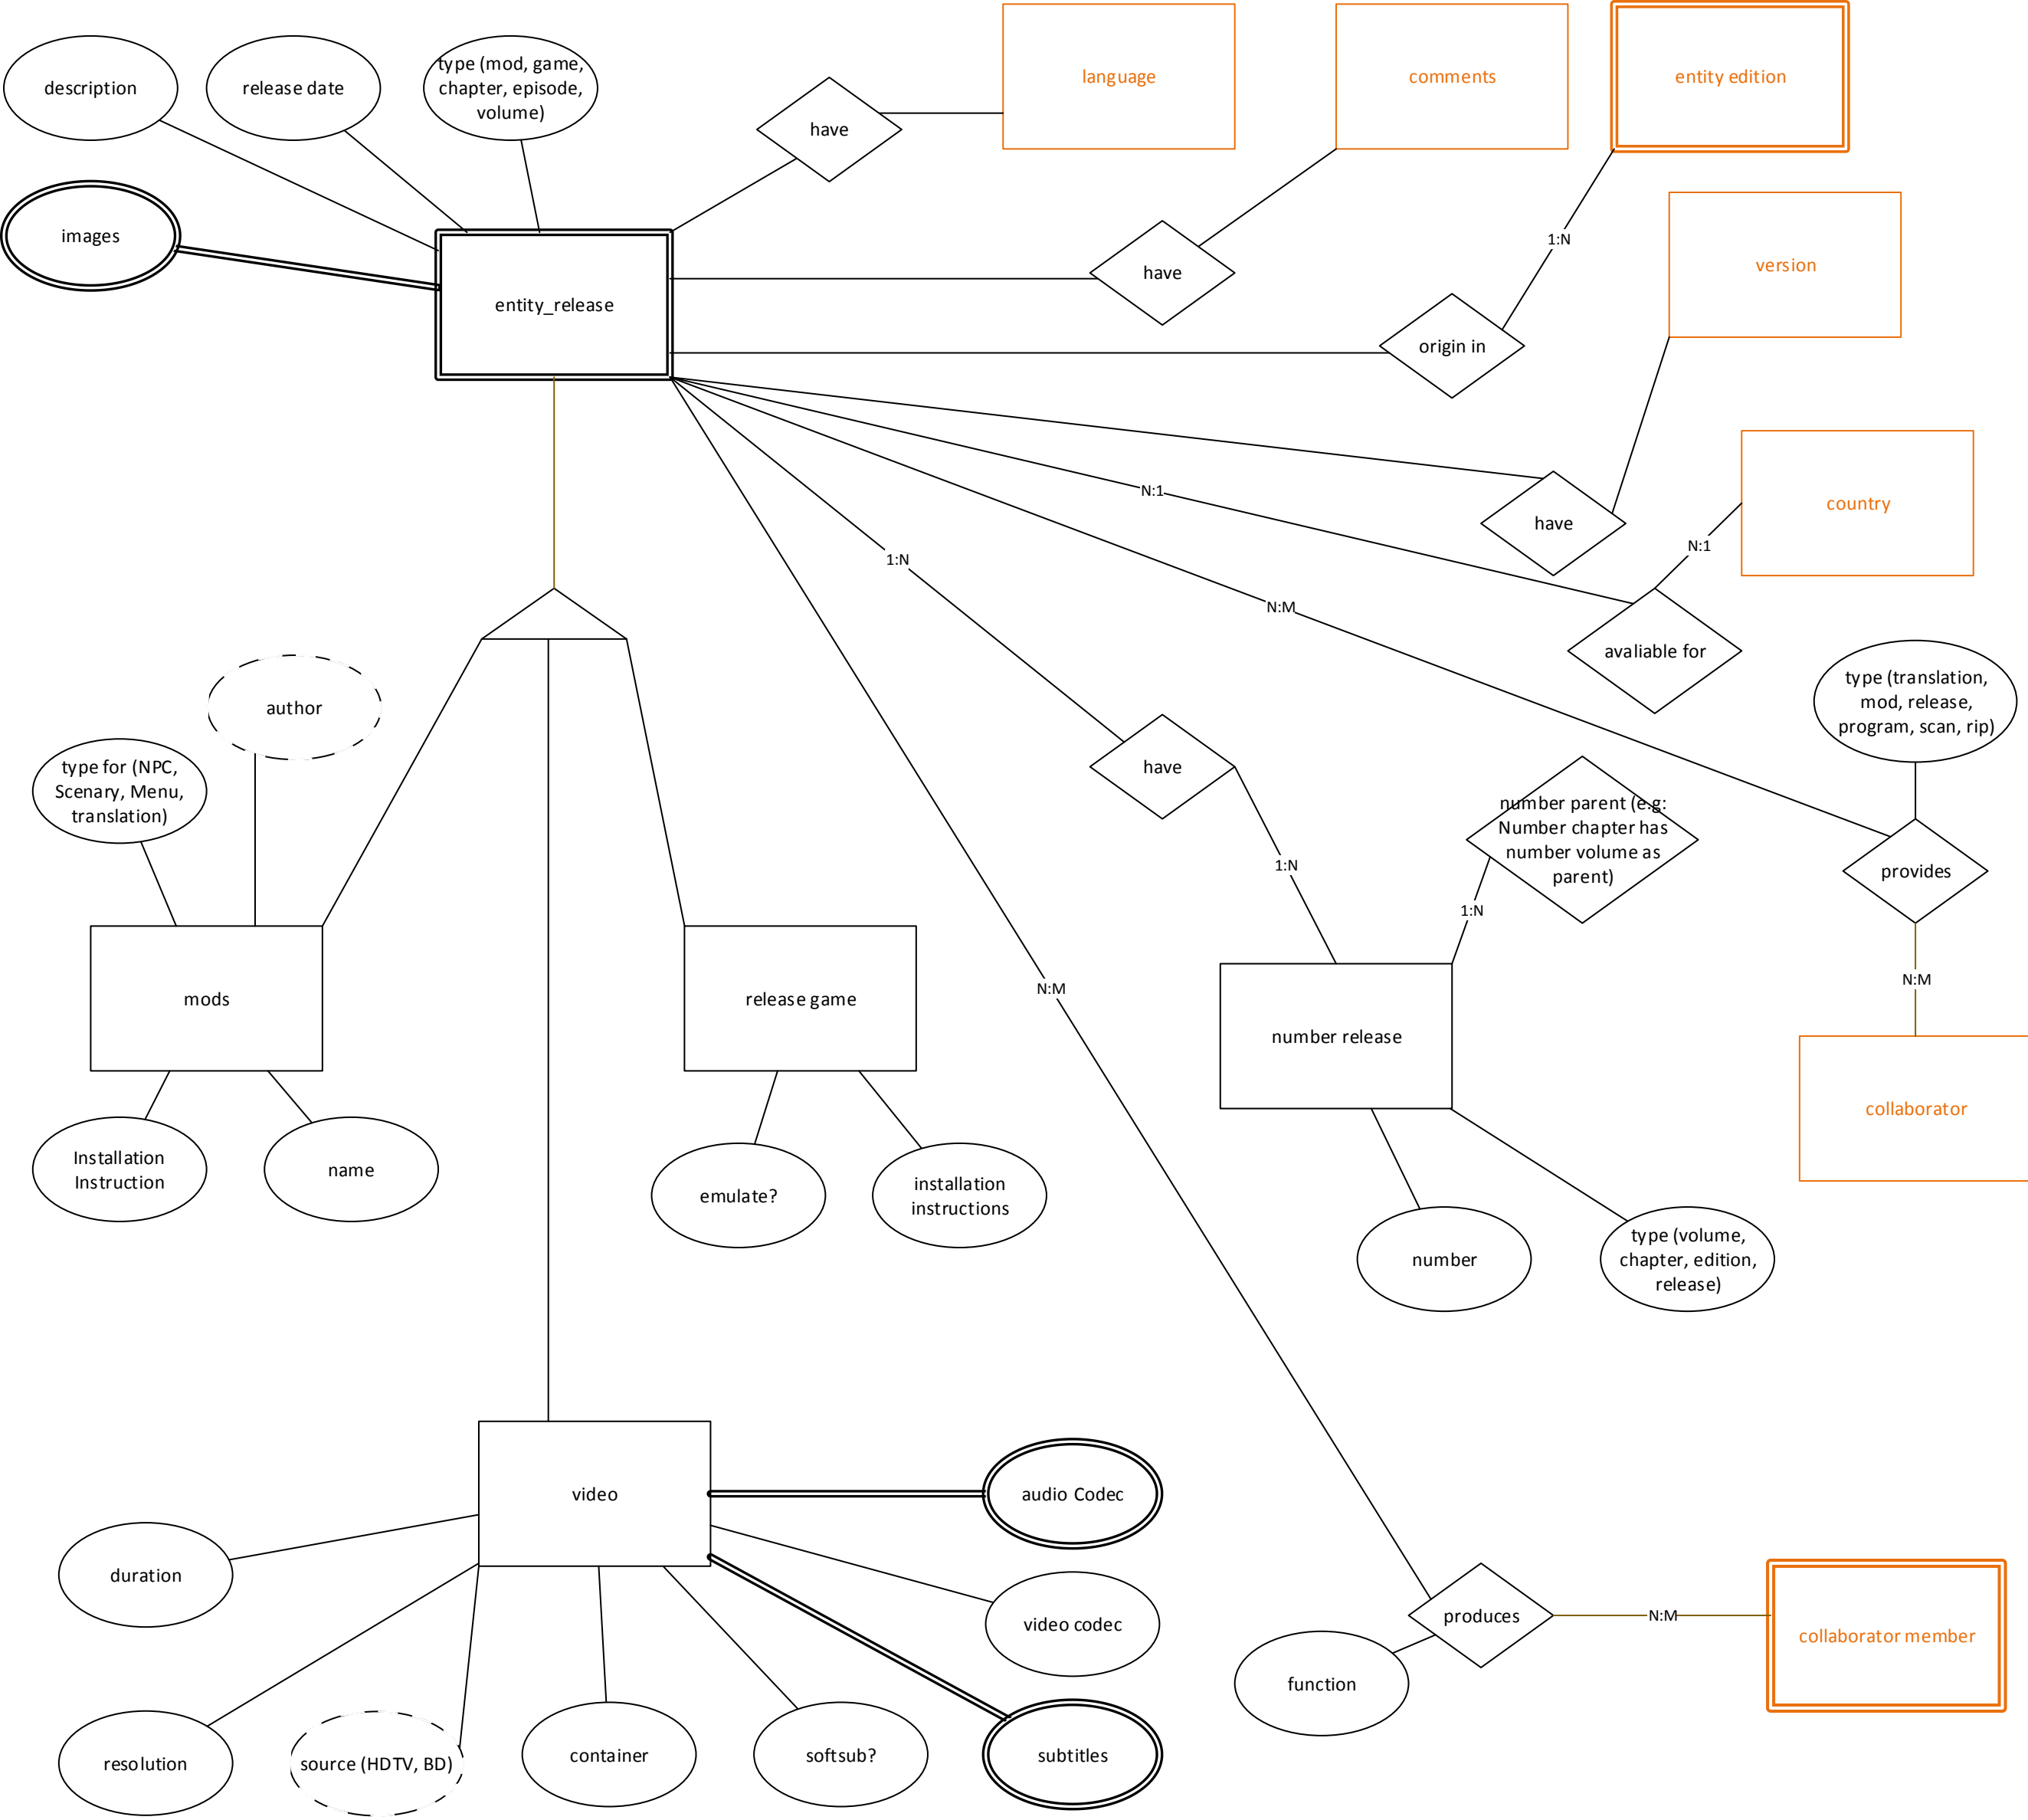 language
comments
entity edition
description
release date
type (mod, game,
chapter, episode,
volume)
have
images
entity_release
have
1:N
version
origin in
N:1
have
country
N:1
1:N
N:M
avaliable for
author
type for (NPC,
Scenary, Menu,
translation)
have
type (translation,
mod, release,
program, scan, rip)
number parent (e.g:
Number chapter has
number volume as
parent)
1:N
provides
1:N
N:M
N:M
mods
release game
number release
collaborator
Installation
Instruction
name
emulate?
installation
instructions
number
type (volume,
chapter, edition,
release)
video
audio Codec
duration
video codec
produces
N:M
collaborator member
function
resolution
source (HDTV, BD)
container
softsub?
subtitles